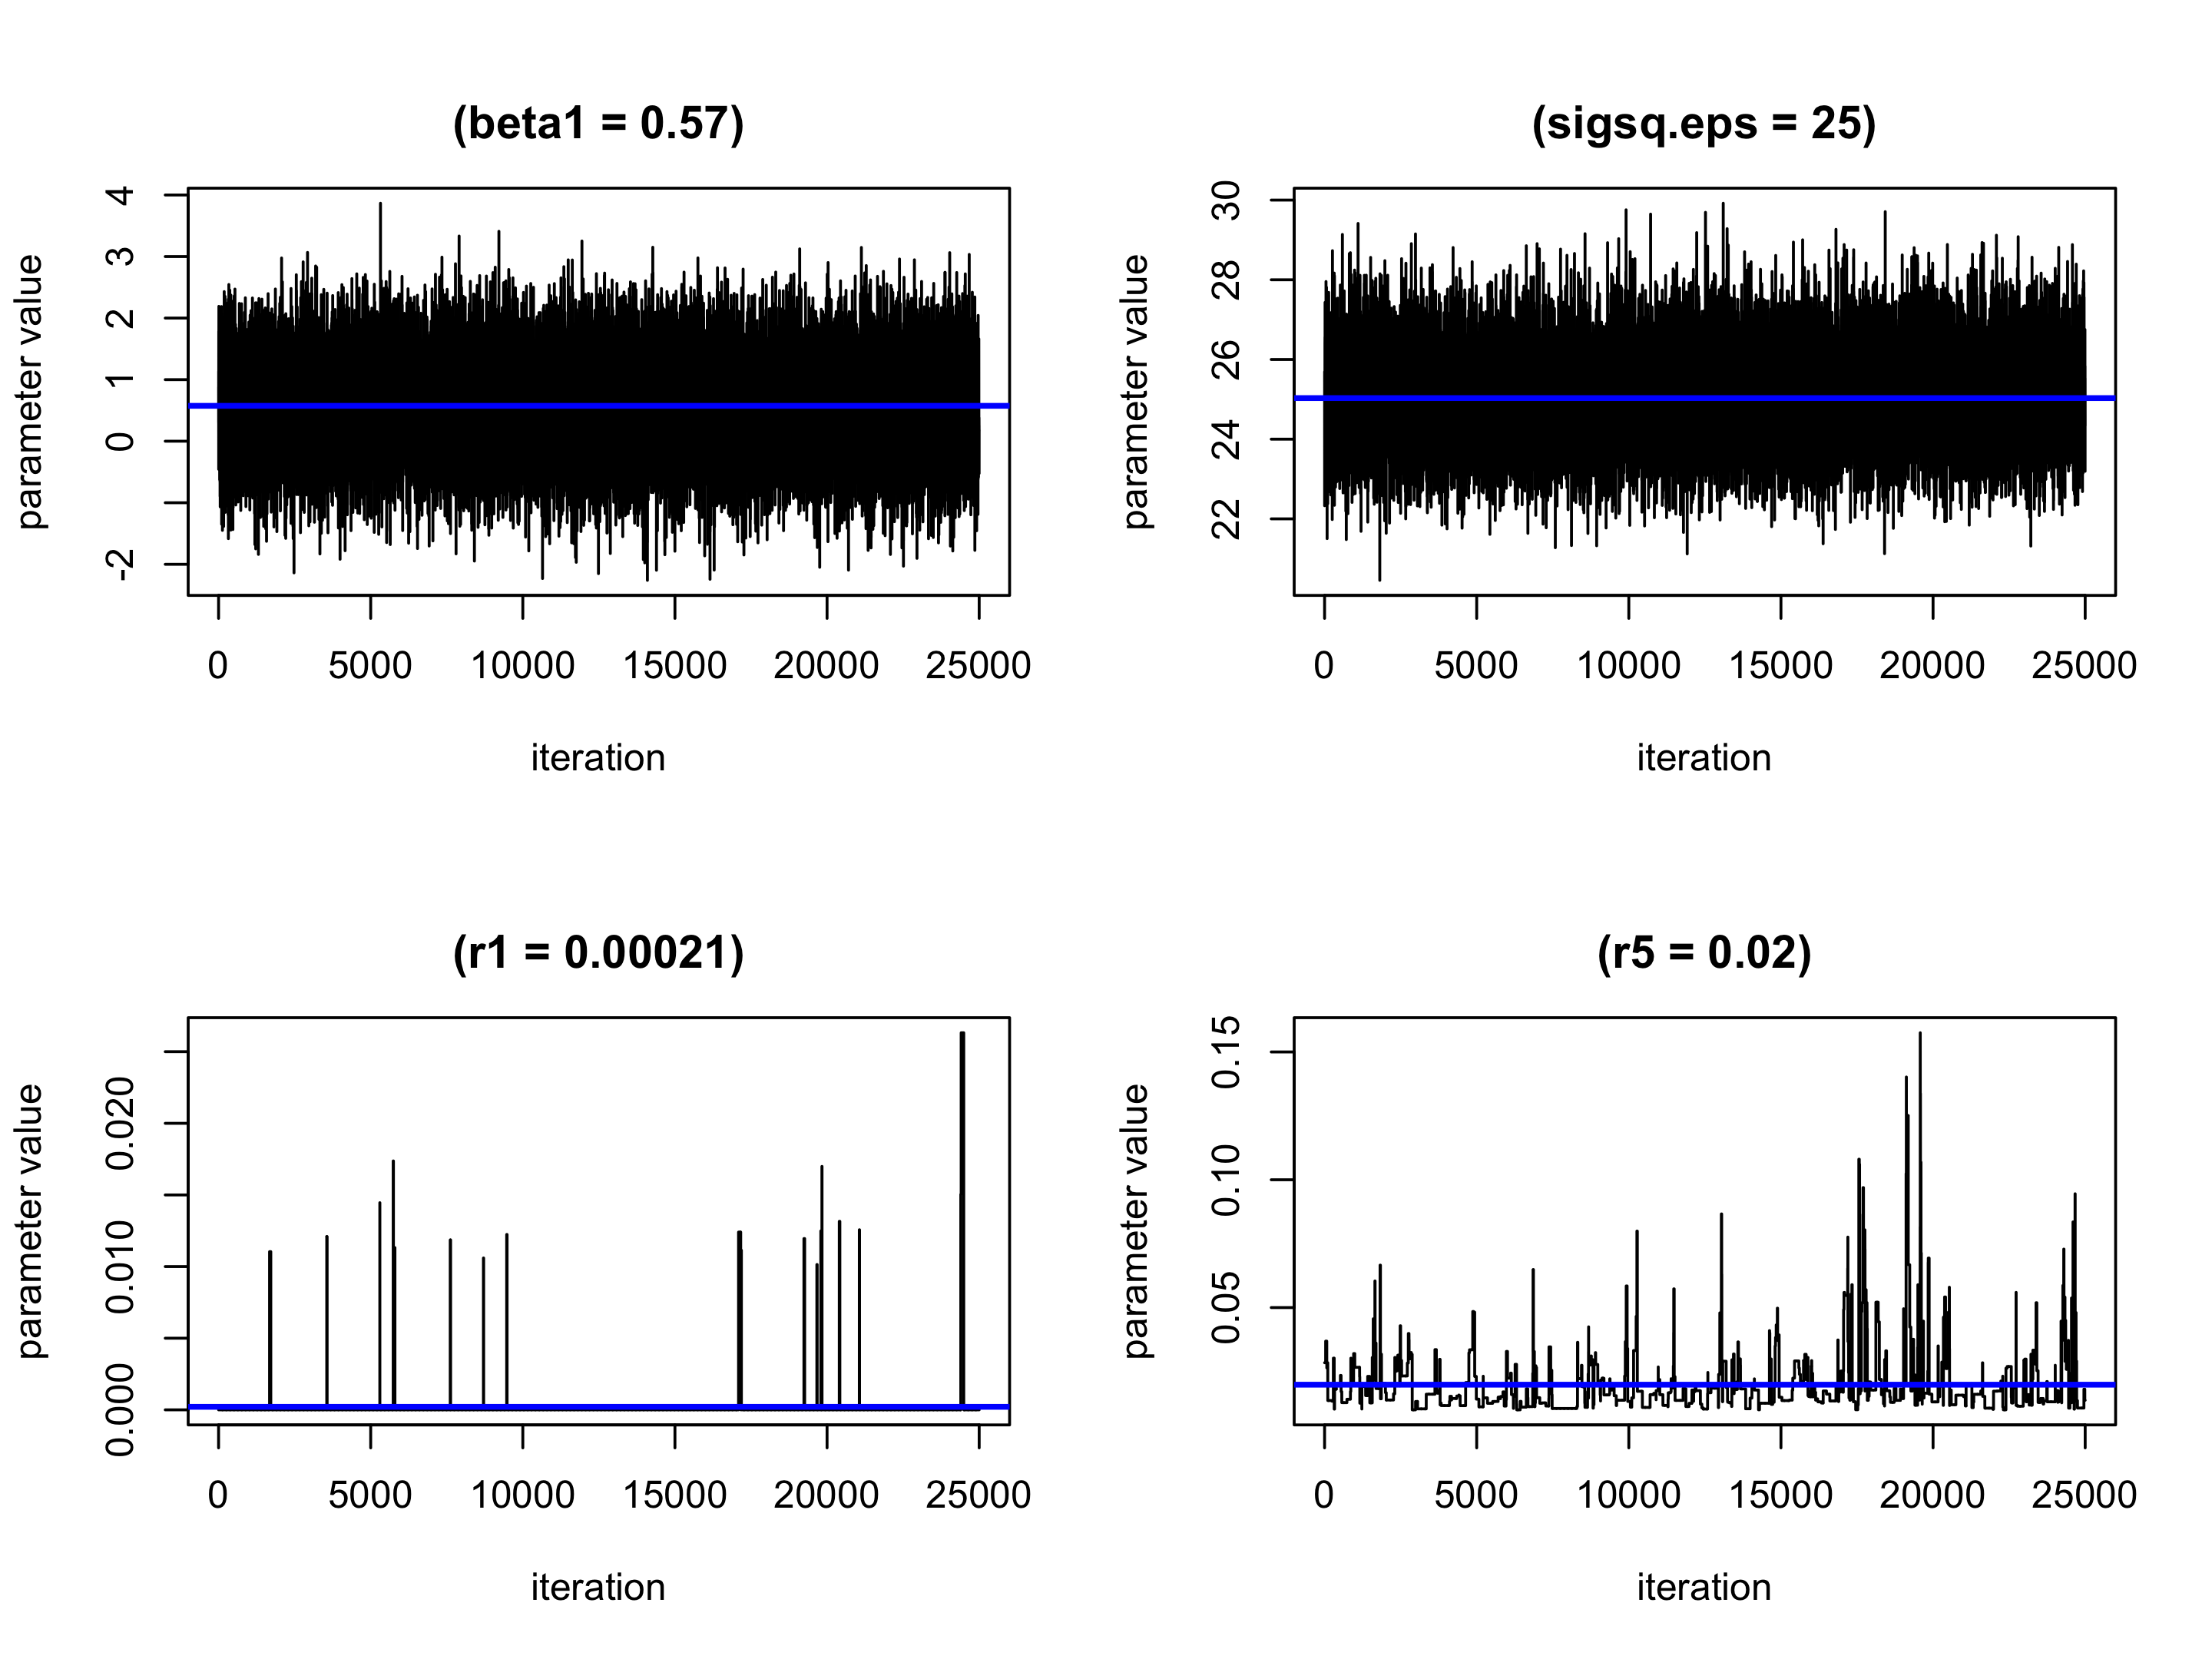 (beta1 = 0.57)
parameter value
4
3
2
1
0
-2
0 5000 10000 15000 20000 25000
iteration
(sigsq.eps = 25)
parameter value
30
28
26
24
22
0 5000 10000 15000 20000 25000
iteration
(r1 = 0.00021)
parameter value
0.020
0.010
0.000
0 5000 10000 15000 20000 25000
iteration
(r5 = 0.02)
parameter value
0.15
0.10
0.05
0 5000 10000 15000 20000 25000
iteration